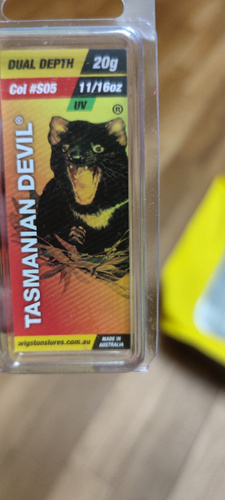 DUAL DEPTH 20g
Col #S05 11/16oz
UV
®
TASMANIAN DEVIL®
wigstonslures.com.au
MADE IN
AUSTRALIA